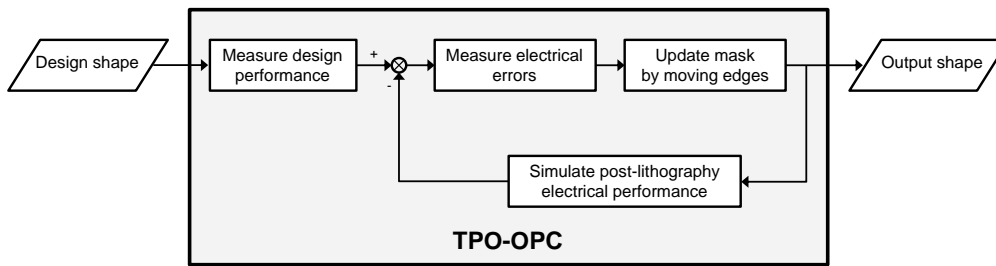 Design shape
Measure design
performance
+
-
Measure electrical
errors
Update mask
by moving edges
Output shape
Simulate post-lithography
electrical performance
TPO-OPC